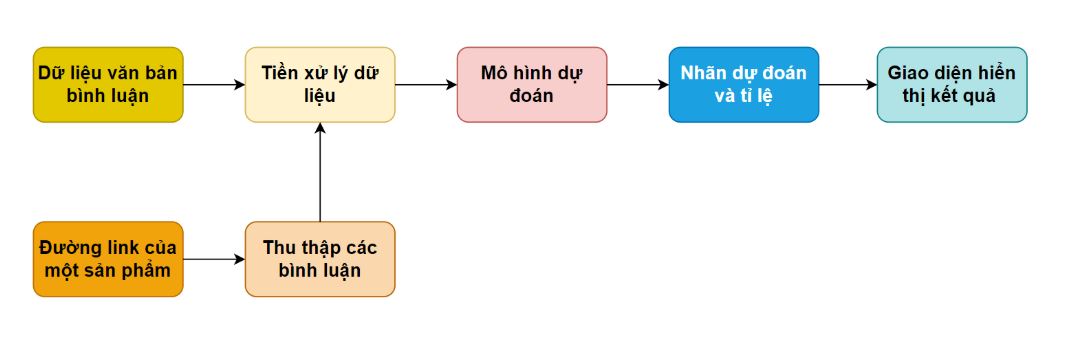 Dữ liệu văn bản
bình luận
Tiền xử lý dữ
liệu
Mô hình dự
đoán
Nhãn dự đoán
và tỉ lệ
Giao diện hiển
thị kết quả
Đường link của
một sản phẩm
Thu thập các
bình luận